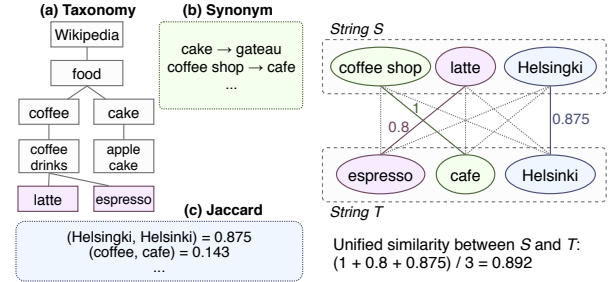 (a) Taxonomy
Wikipedia
food
coffee
cake
coffee
drinks
apple
cake
latte
espresso
(b) Synonym
cake → gateau
coffee shop → cafe
...
(c) Jaccard
(Helsingki, Helsinki) = 0.875
(coffee, cafe) = 0.143
...
String S
coffee shop
latte
Helsingki
1
0.8
0.875
espresso
cafe
Helsinki
String T
Unified similarity between S and T:
(1 + 0.8 + 0.875) / 3 = 0.892